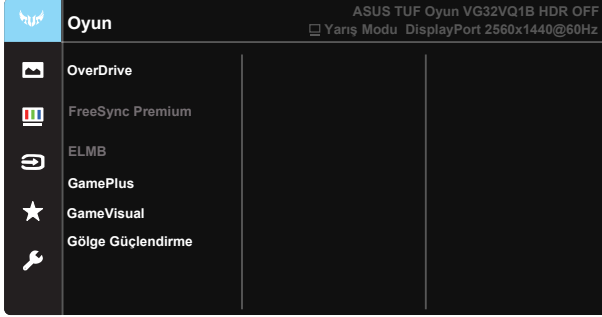 Oyun
ASUS TUF Oyun VG32VQ1B HDR OFF
Yarış Modu DisplayPort 2560x1440@60Hz
OverDrive
FreeSync Premium
ELMB
GamePlus
GameVisual
Gölge Güçlendirme